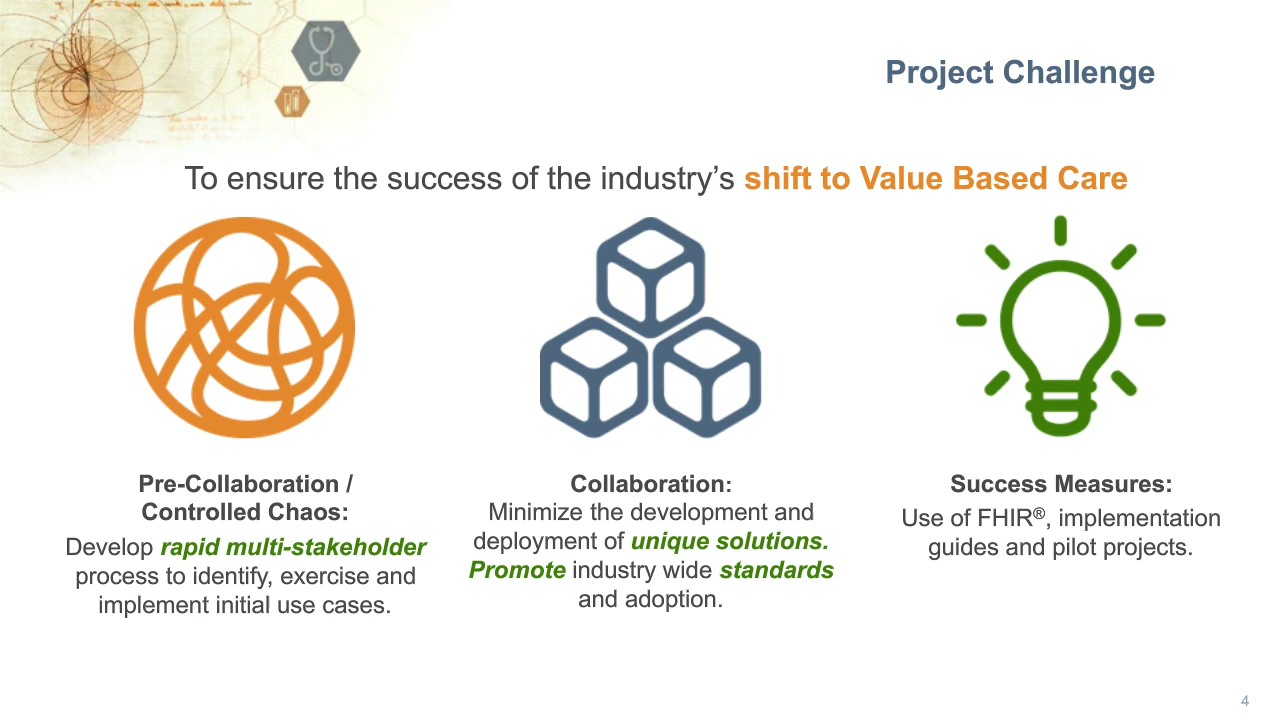 Project Challenge
To ensure the success of the industry’s shift to Value Based Care
Pre-Collaboration /
Controlled Chaos:
Develop rapid multi-stakeholder
process to identify, exercise and
implement initial use cases.
Collaboration:
Minimize the development and
deployment of unique solutions.
Promote industry wide standards
and adoption.
Success Measures:
Use of FHIR®, implementation
guides and pilot projects.
4